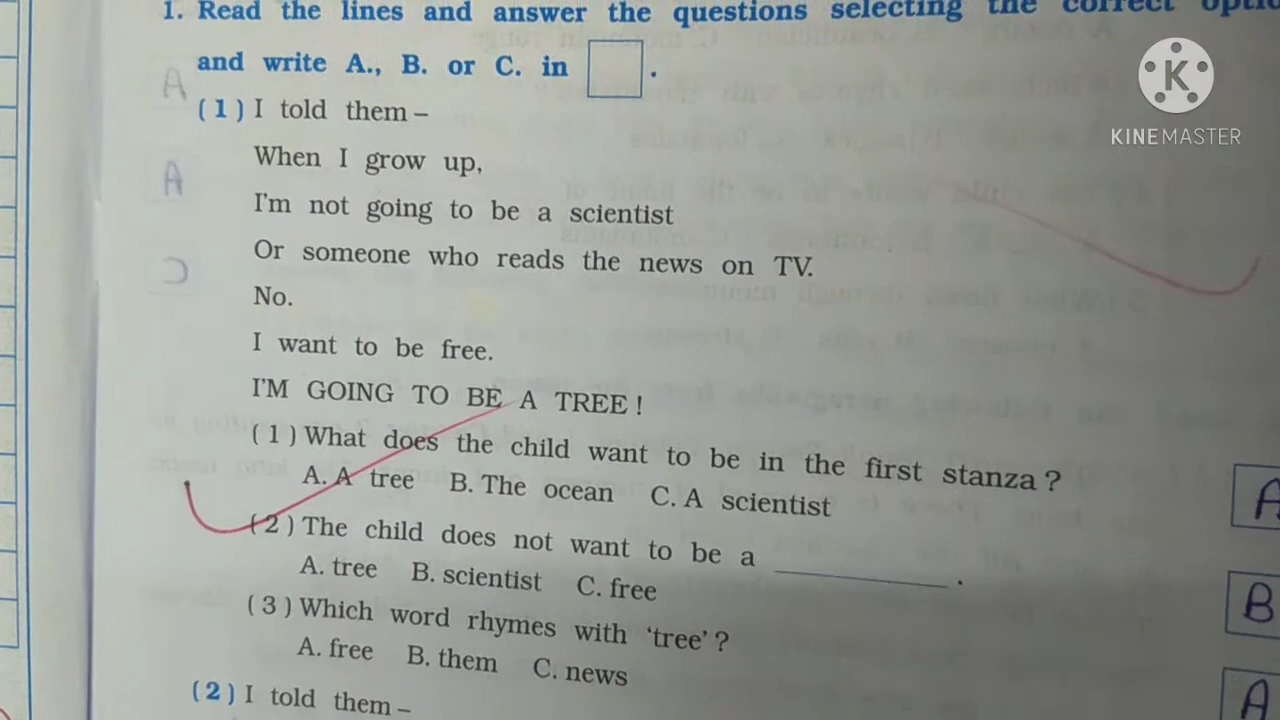 1. Read the lines and answer the questions selecting the correct
and write A., B. or C. in
(1) I told them –
When I grow up,
I'm not going to be a scientist
Or someone who reads the news on TV.
No.
I want to be free.
I'M GOING TO BE A TREE !
(1) What does the child want to be in the first stanza ?
A. A tree B. The ocean C. A scientist
A
(2) The child does not want to be a ________ .
A. tree B. scientist C. free
B
(3) Which word rhymes with 'tree' ?
A. free B. them C. news
A
(2) I told them –
K
KINEMASTER